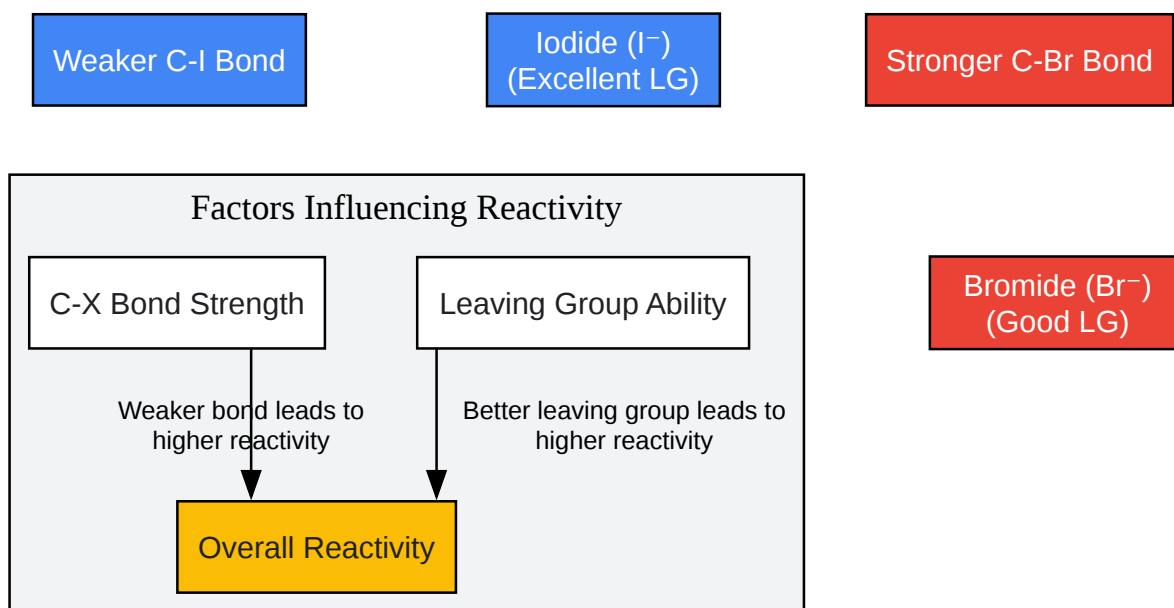 Weaker C-I Bond
Iodide (I⁻)
(Excellent LG)
Stronger C-Br Bond
Factors Influencing Reactivity
C-X Bond Strength
Leaving Group Ability
Bromide (Br⁻)
(Good LG)
Weaker bond leads to
higher reactivity
Better leaving group leads to
higher reactivity
Overall Reactivity